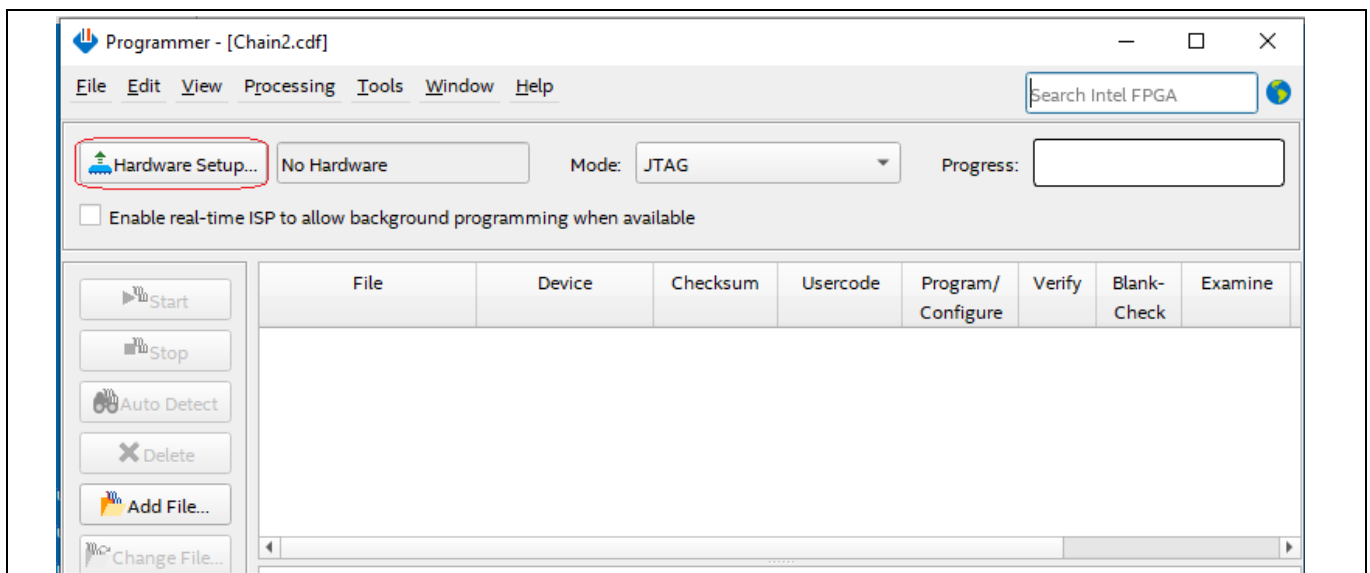 Programmer - [Chain2.cdf]
File Edit View Processing Tools Window Help
Search Intel FPGA
Hardware Setup... No Hardware Mode: JTAG Progress:
Enable real-time ISP to allow background programming when available
File Device Checksum Usercode Program/ Configure Verify Blank- Check Examine
Start
Stop
Auto Detect
Delete
Add File...
Change File...